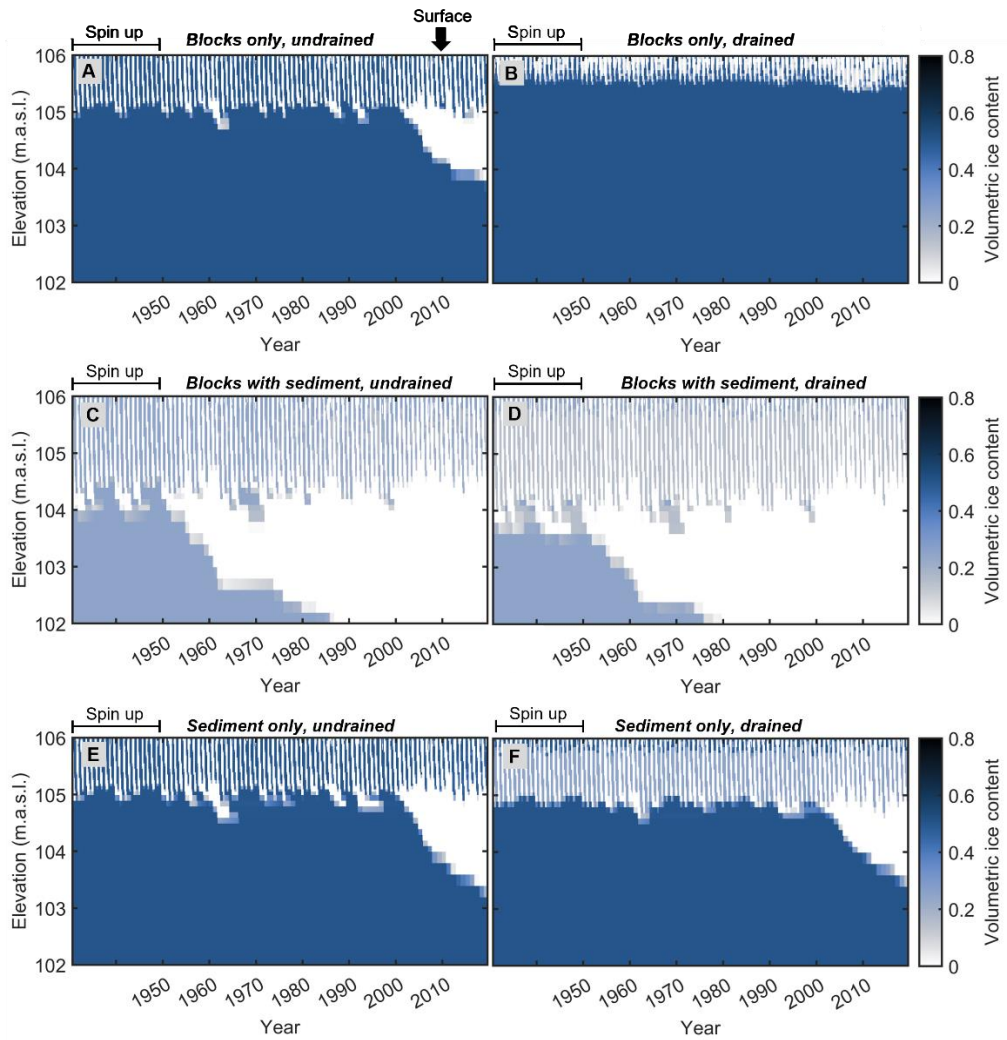 Surface
Spin up
Blocks only, undrained
Spin up
Blocks only, drained
A
B
Elevation (m.a.s.l.)
106
105
104
103
102
1950
1960
1970
1980
1990
2000
2010
Year
1950
1960
1970
1980
1990
2000
2010
Year
0.8
0.6
0.4
0.2
0
Volumetric ice content
Spin up
Blocks with sediment, undrained
Spin up
Blocks with sediment, drained
C
D
Elevation (m.a.s.l.)
106
105
104
103
102
1950
1960
1970
1980
1990
2000
2010
Year
1950
1960
1970
1980
1990
2000
2010
Year
0.8
0.6
0.4
0.2
0
Volumetric ice content
Spin up
Sediment only, undrained
Spin up
Sediment only, drained
E
F
Elevation (m.a.s.l.)
106
105
104
103
102
1950
1960
1970
1980
1990
2000
2010
Year
1950
1960
1970
1980
1990
2000
2010
Year
0.8
0.6
0.4
0.2
0
Volumetric ice content